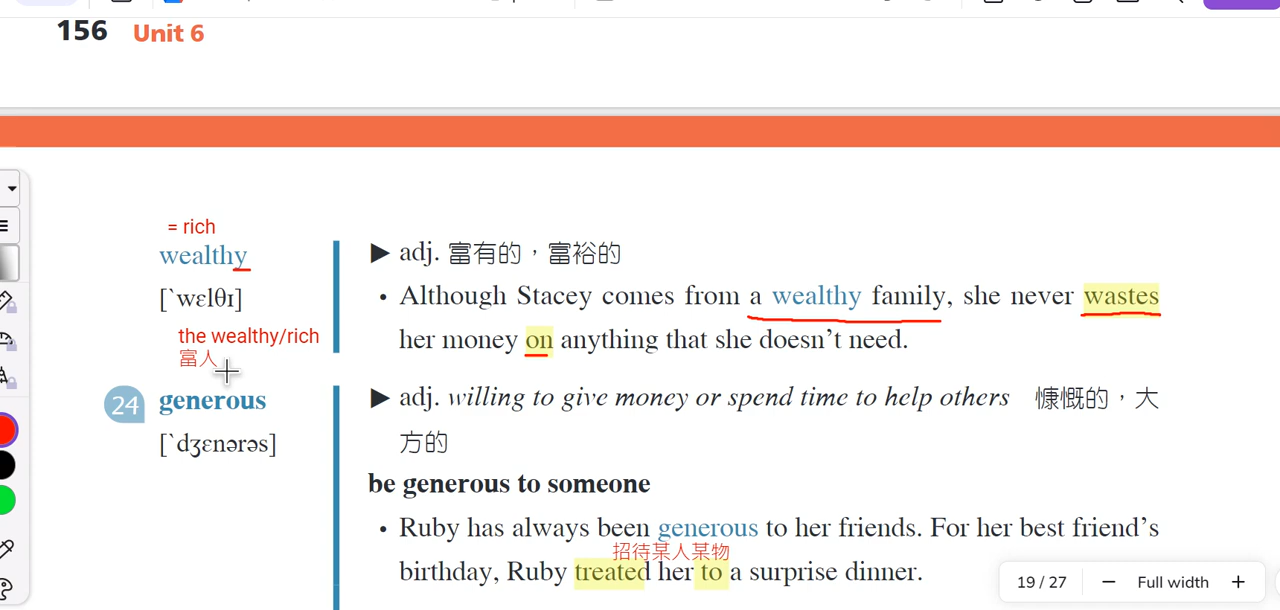 156 Unit 6
= rich
wealthy
▶ adj. 富有的，富裕的
[ˋwɛlθɪ]
• Although Stacey comes from a wealthy family, she never wastes
her money on anything that she doesn’t need.
the wealthy/rich
富人
24 generous
▶ adj. willing to give money or spend time to help others 慷慨的，大
方的
[ˋdʒɛnərəs]
be generous to someone
• Ruby has always been generous to her friends. For her best friend’s
招待某人某物
birthday, Ruby treated her to a surprise dinner.
19 / 27 − Full width +